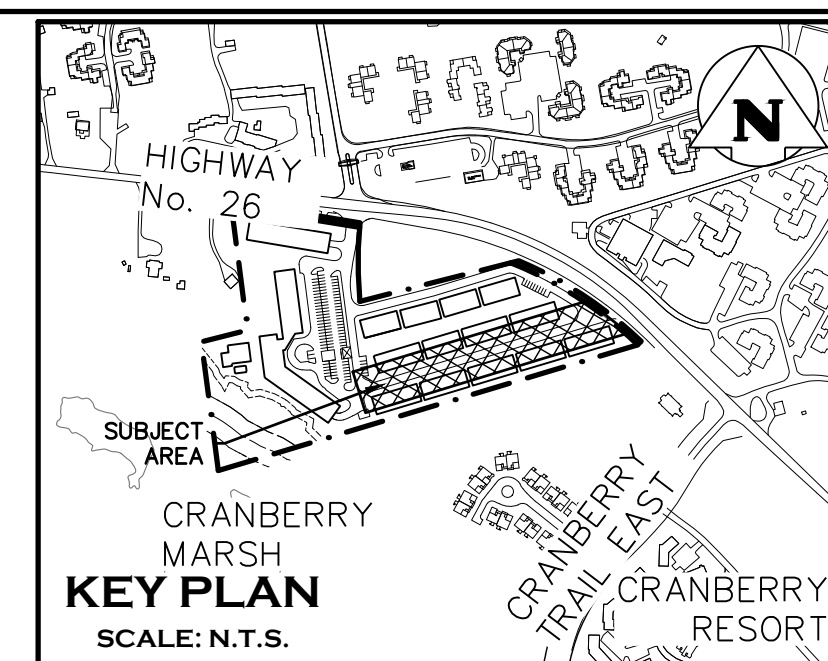 N
HIGHWAY
No. 26
SUBJECT
AREA
CRANBERRY
MARSH
CRANBERRY
TRAIL EAST
CRANBERRY
RESORT
KEY PLAN
SCALE: N.T.S.